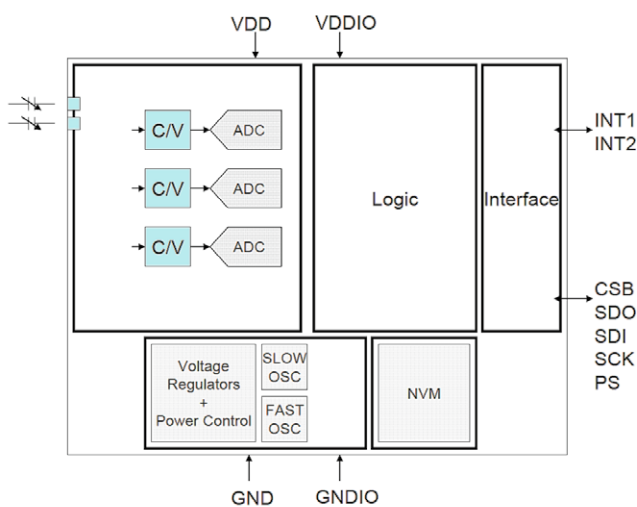 VDD
VDDIO
C/V
ADC
C/V
ADC
C/V
ADC
Logic
Interface
INT1
INT2
CSB
SDO
SDI
SCK
PS
Voltage
Regulators
+
Power Control
SLOW
OSC
FAST
OSC
NVM
GND
GNDIO